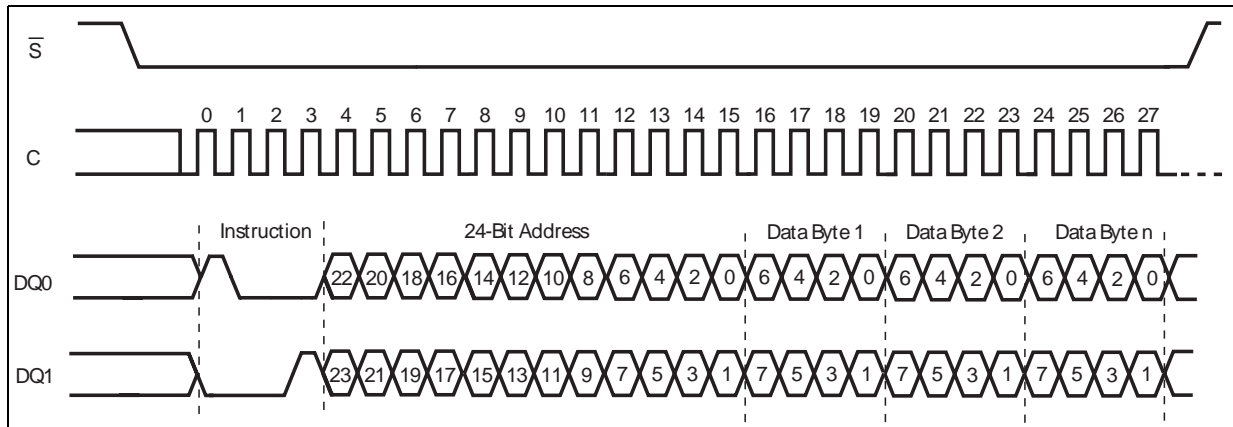 S
0 1 2 3 4 5 6 7 8 9 10 11 12 13 14 15 16 17 18 19 20 21 22 23 24 25 26 27
C
Instruction 24-Bit Address Data Byte 1 Data Byte 2 Data Byte n
DQ0 22 20 18 16 14 12 10 8 6 4 2 0 6 4 2 0 6 4 2 0 6 4 2 0
DQ1 23 21 19 17 15 13 11 9 7 5 3 1 7 5 3 1 7 5 3 1 7 5 3 1